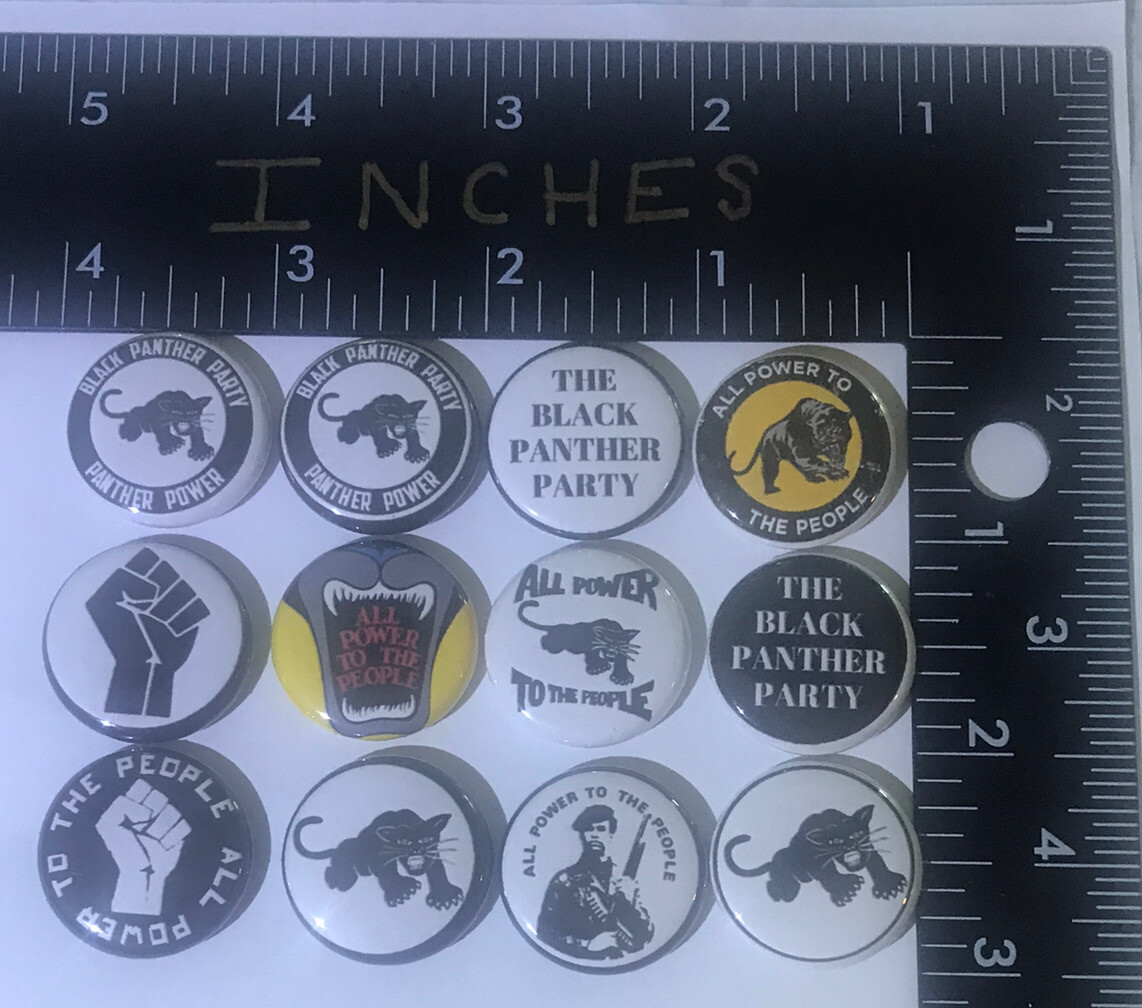 5 4 3 2 1
INCHES
4 3 2 1
1
2
1
3
2
4
3
BLACK PANTHER PARTY
PANTHER POWER
BLACK PANTHER PARTY
PANTHER POWER
THE
BLACK
PANTHER
PARTY
ALL POWER TO
THE PEOPLE
ALL
POWER
TO THE
PEOPLE
ALL POWER
TO THE PEOPLE
THE
BLACK
PANTHER
PARTY
ALL POWER TO THE PEOPLE
ALL POWER TO THE PEOPLE